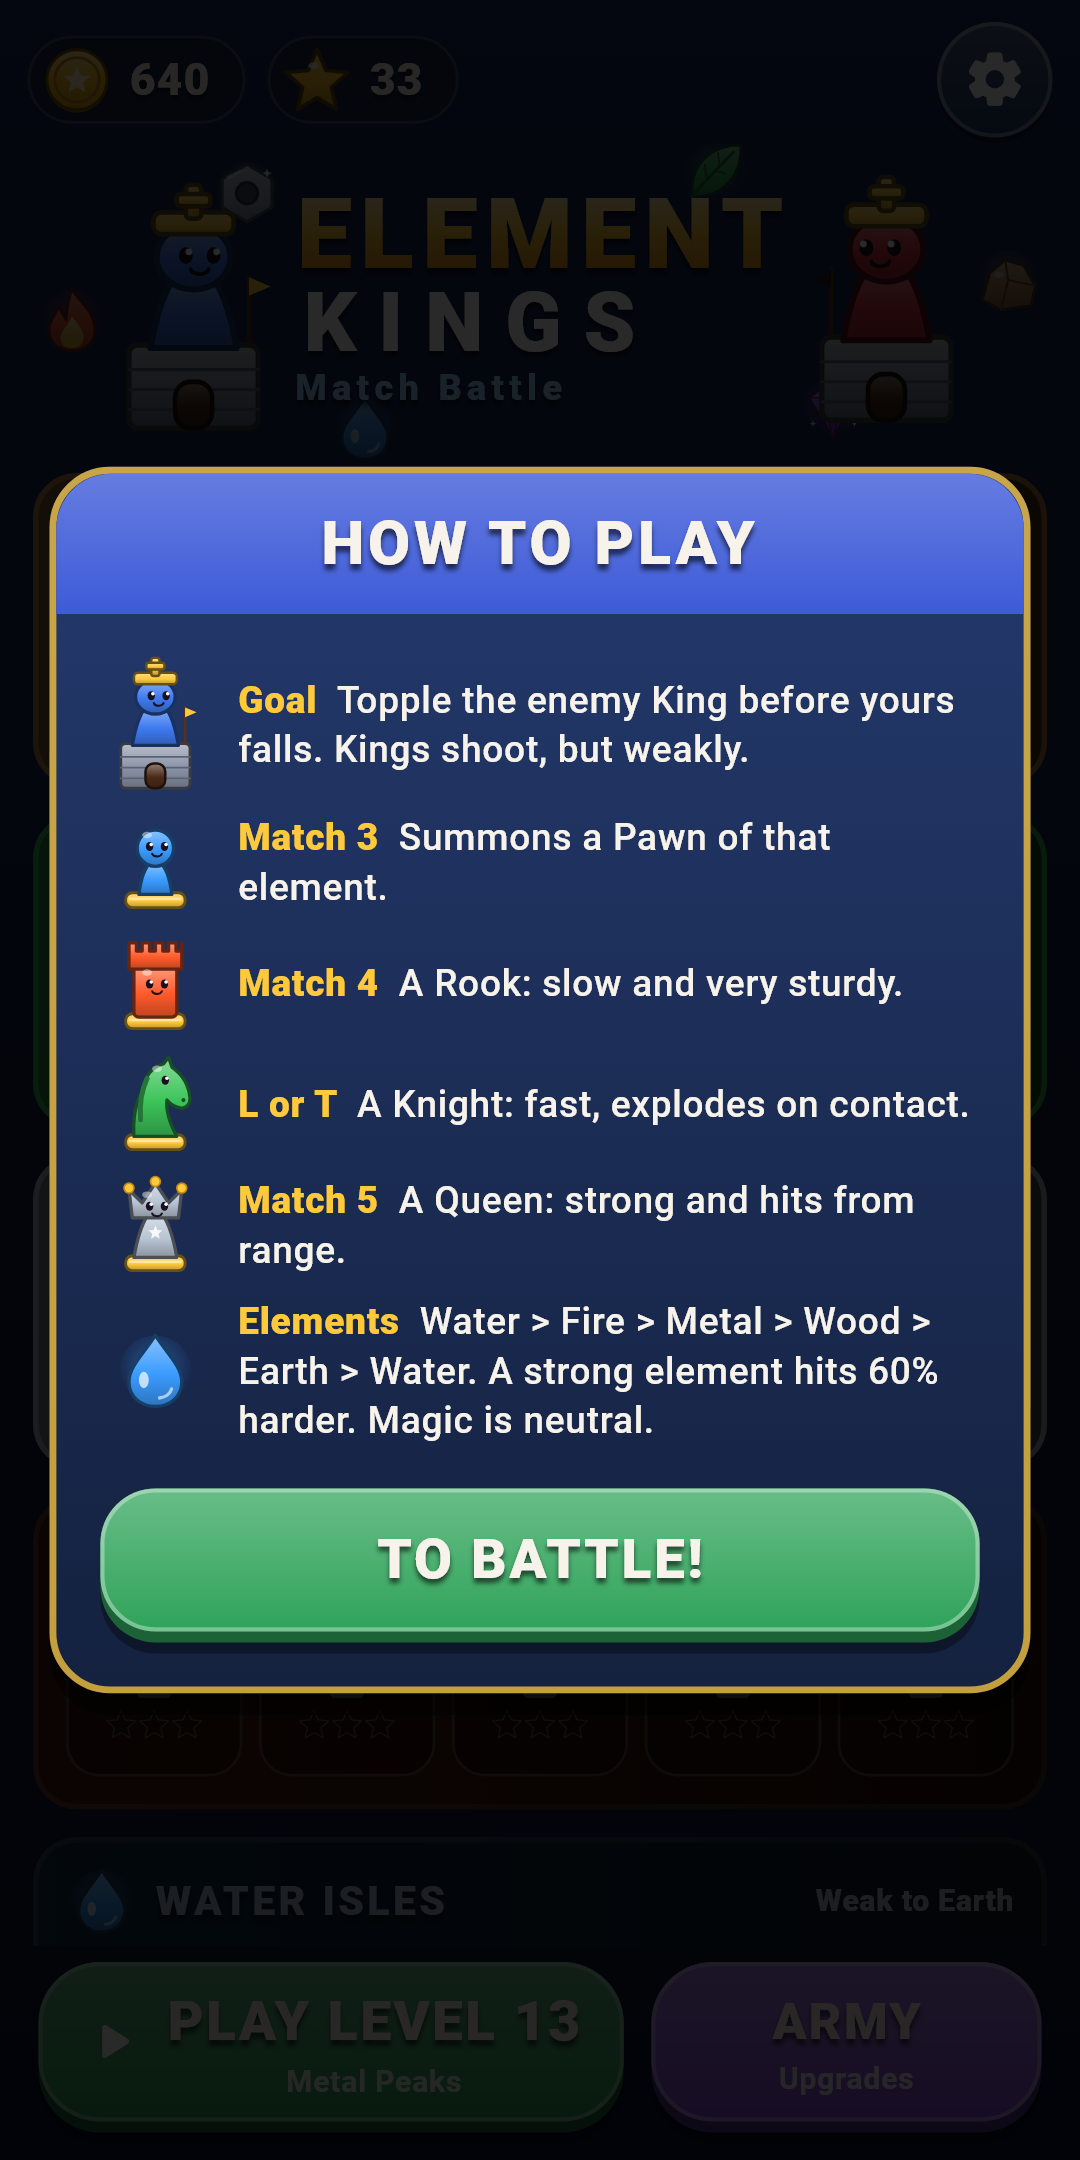 640
33
ELEMENT
KINGS
Match Battle
HOW TO PLAY
Goal Topple the enemy King before yours
falls. Kings shoot, but weakly.
Match 3 Summons a Pawn of that
element.
Match 4 A Rook: slow and very sturdy.
L or T A Knight: fast, explodes on contact.
Match 5 A Queen: strong and hits from
range.
Elements Water > Fire > Metal > Wood >
Earth > Water. A strong element hits 60%
harder. Magic is neutral.
TO BATTLE!
WATER ISLES
Weak to Earth
PLAY LEVEL 13
Metal Peaks
ARMY
Upgrades